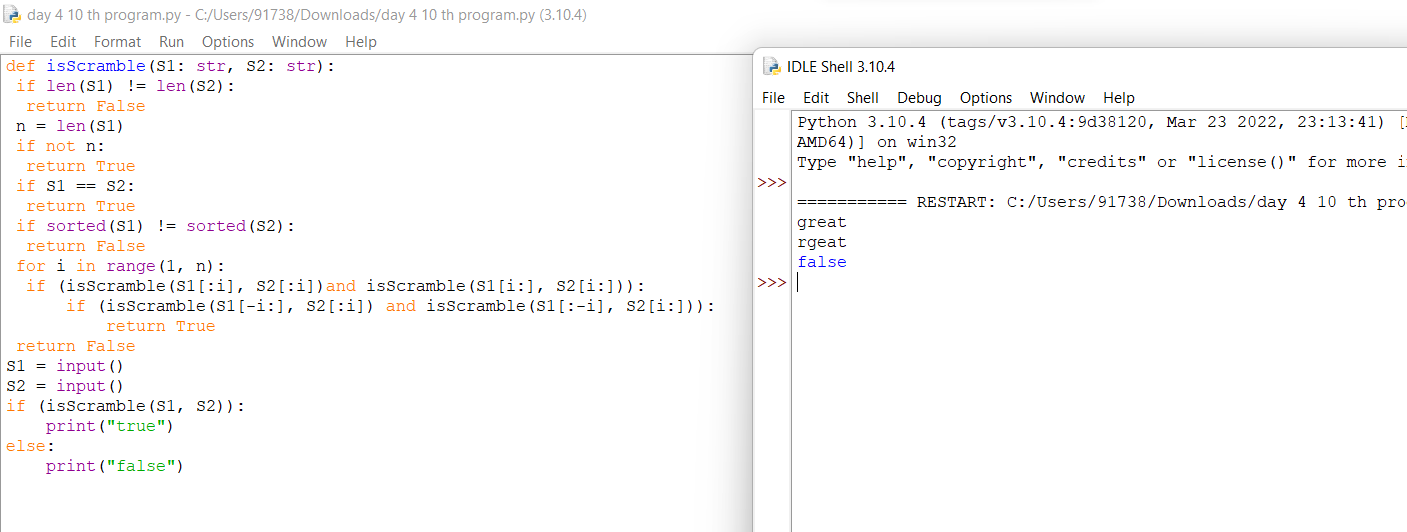 day 4 10 th program.py - C:/Users/91738/Downloads/day 4 10 th program.py (3.10.4)
File Edit Format Run Options Window Help
def isScramble(S1: str, S2: str):
 if len(S1) != len(S2):
  return False
 n = len(S1)
 if not n:
  return True
 if S1 == S2:
  return True
 if sorted(S1) != sorted(S2):
  return False
 for i in range(1, n):
  if (isScramble(S1[:i], S2[:i])and isScramble(S1[i:], S2[i:])):
      if (isScramble(S1[-i:], S2[:i]) and isScramble(S1[:-i], S2[i:])):
          return True
 return False
S1 = input()
S2 = input()
if (isScramble(S1, S2)):
    print("true")
else:
    print("false")
IDLE Shell 3.10.4
File Edit Shell Debug Options Window Help
Python 3.10.4 (tags/v3.10.4:9d38120, Mar 23 2022, 23:13:41) [
AMD64)] on win32
Type "help", "copyright", "credits" or "license()" for more i
>>>
=========== RESTART: C:/Users/91738/Downloads/day 4 10 th pro
great
rgeat
false
>>>